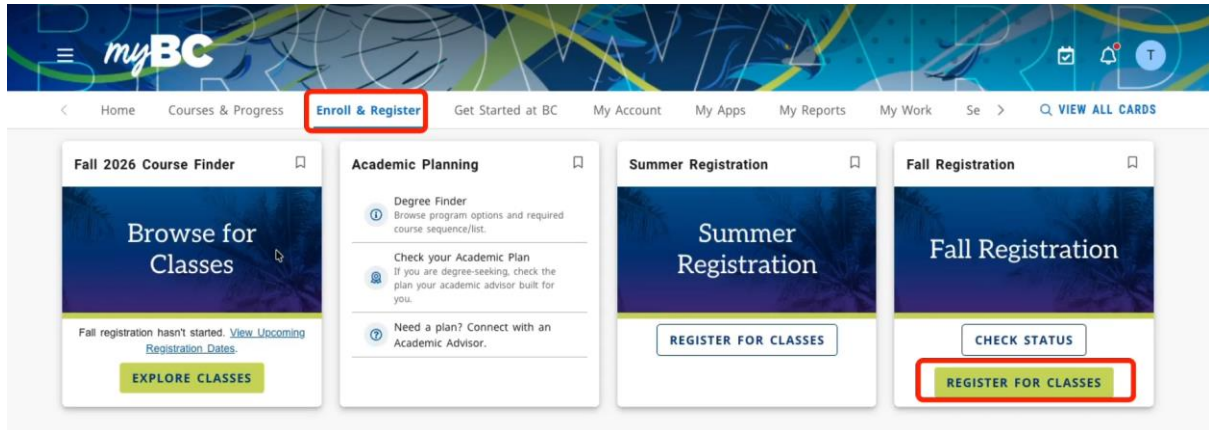 BROWARD
myBC
T
Home Courses & Progress Enroll & Register Get Started at BC My Account My Apps My Reports My Work Se VIEW ALL CARDS
Fall 2026 Course Finder
Browse for
Classes
Fall registration hasn't started. View Upcoming
Registration Dates.
EXPLORE CLASSES
Academic Planning
Degree Finder
Browse program options and required
course sequence/list.
Check your Academic Plan
If you are degree-seeking, check the
plan your academic advisor built for
you.
Need a plan? Connect with an
Academic Advisor.
Summer Registration
Summer
Registration
REGISTER FOR CLASSES
Fall Registration
Fall Registration
CHECK STATUS
REGISTER FOR CLASSES